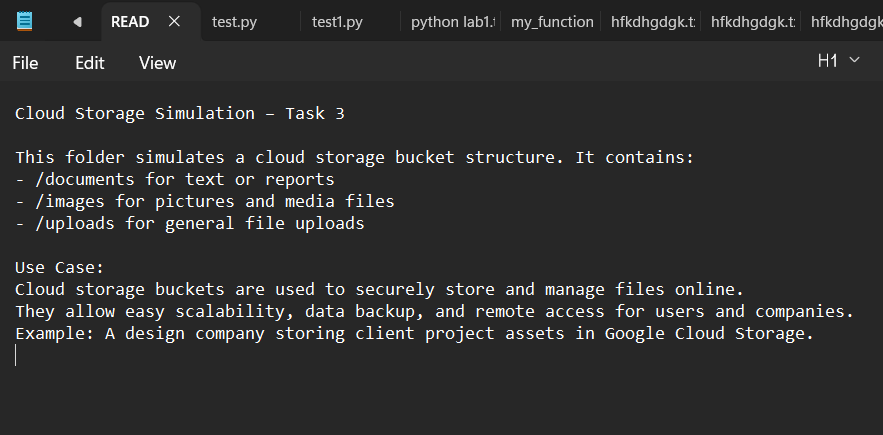 READ
test.py
test1.py
python lab1.t
my_function
hfkdhgdgk.t
hfkdhgdgk.t
hfkdhgdgk
File Edit View
H1
Cloud Storage Simulation – Task 3
This folder simulates a cloud storage bucket structure. It contains:
- /documents for text or reports
- /images for pictures and media files
- /uploads for general file uploads
Use Case:
Cloud storage buckets are used to securely store and manage files online.
They allow easy scalability, data backup, and remote access for users and companies.
Example: A design company storing client project assets in Google Cloud Storage.